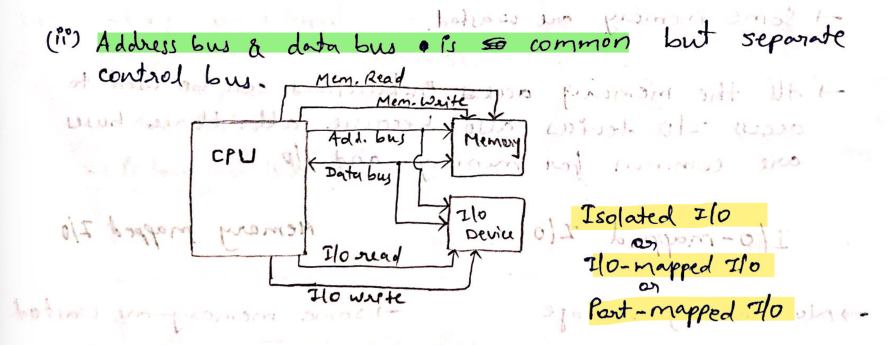 (ii) Address bus & data bus is common but separate
control bus.
Mem. Read
Mem. Write
Add. bus
Memory
CPU
Data bus
I/O
Device
Isolated I/O
or
I/O-mapped I/O
or
Port-mapped I/O
I/O read
I/O write